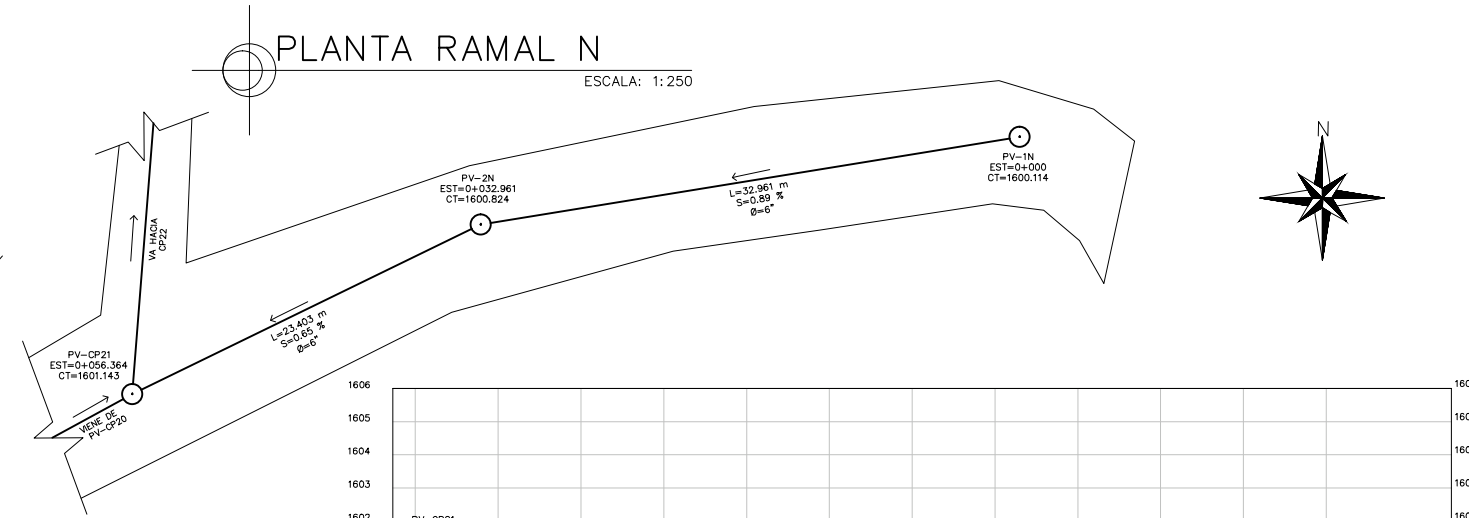 PLANTA RAMAL N
ESCALA: 1:250
N
PV-1N
EST=0+000
CT=1600.114
PV-2N
EST=0+032.961
CT=1600.824
L=32.961 m
S=0.89 %
Ø=6"
VA HACIA
CP22
L=23.403 m
S=0.65 %
Ø=6"
PV-CP21
EST=0+056.364
CT=1601.143
VIENE DE
PV-CP20
1606
1605
1604
1603